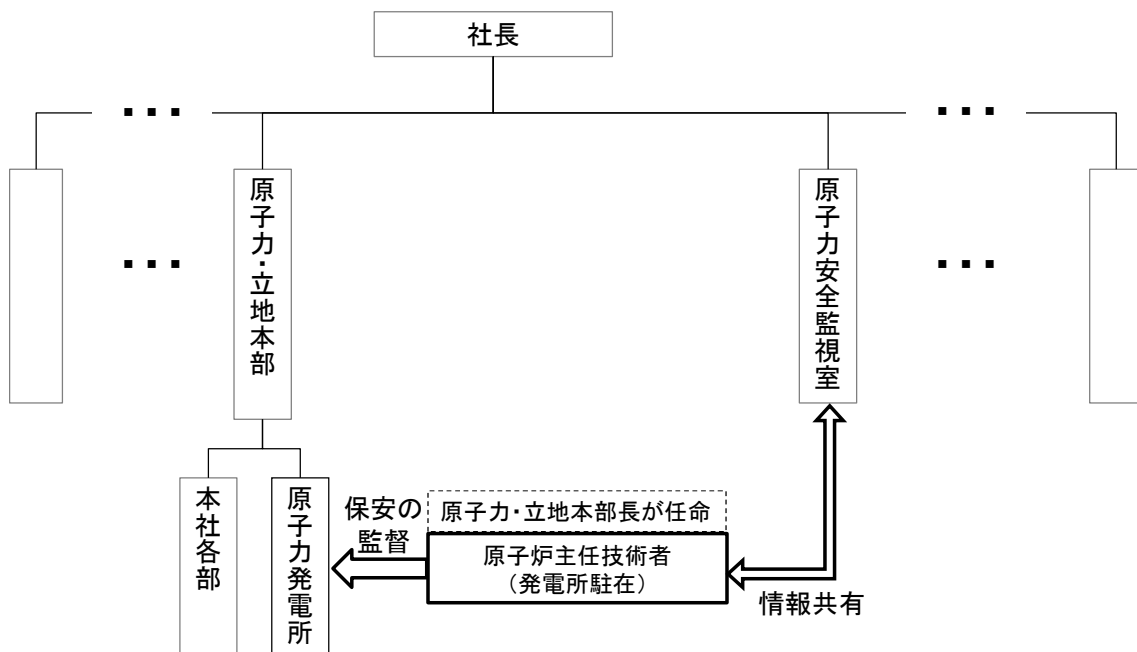 社長
・・・
・・・
原子力・立地本部
原子力安全監視室
・・・
・・・
本社各部
原子力発電所
保安の
監督
原子力・立地本部長が任命
原子炉主任技術者
（発電所駐在）
情報共有